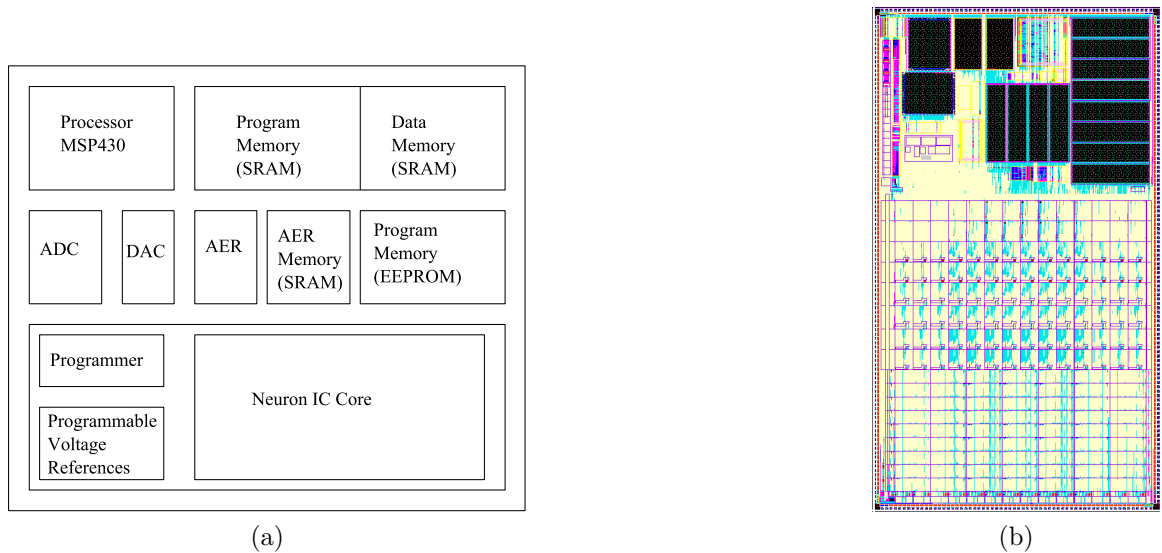 Processor
MSP430
Program
Memory
(SRAM)
Data
Memory
(SRAM)
ADC
DAC
AER
AER
Memory
(SRAM)
Program
Memory
(EEPROM)
Programmer
Programmable
Voltage
References
Neuron IC Core
(a)
(b)